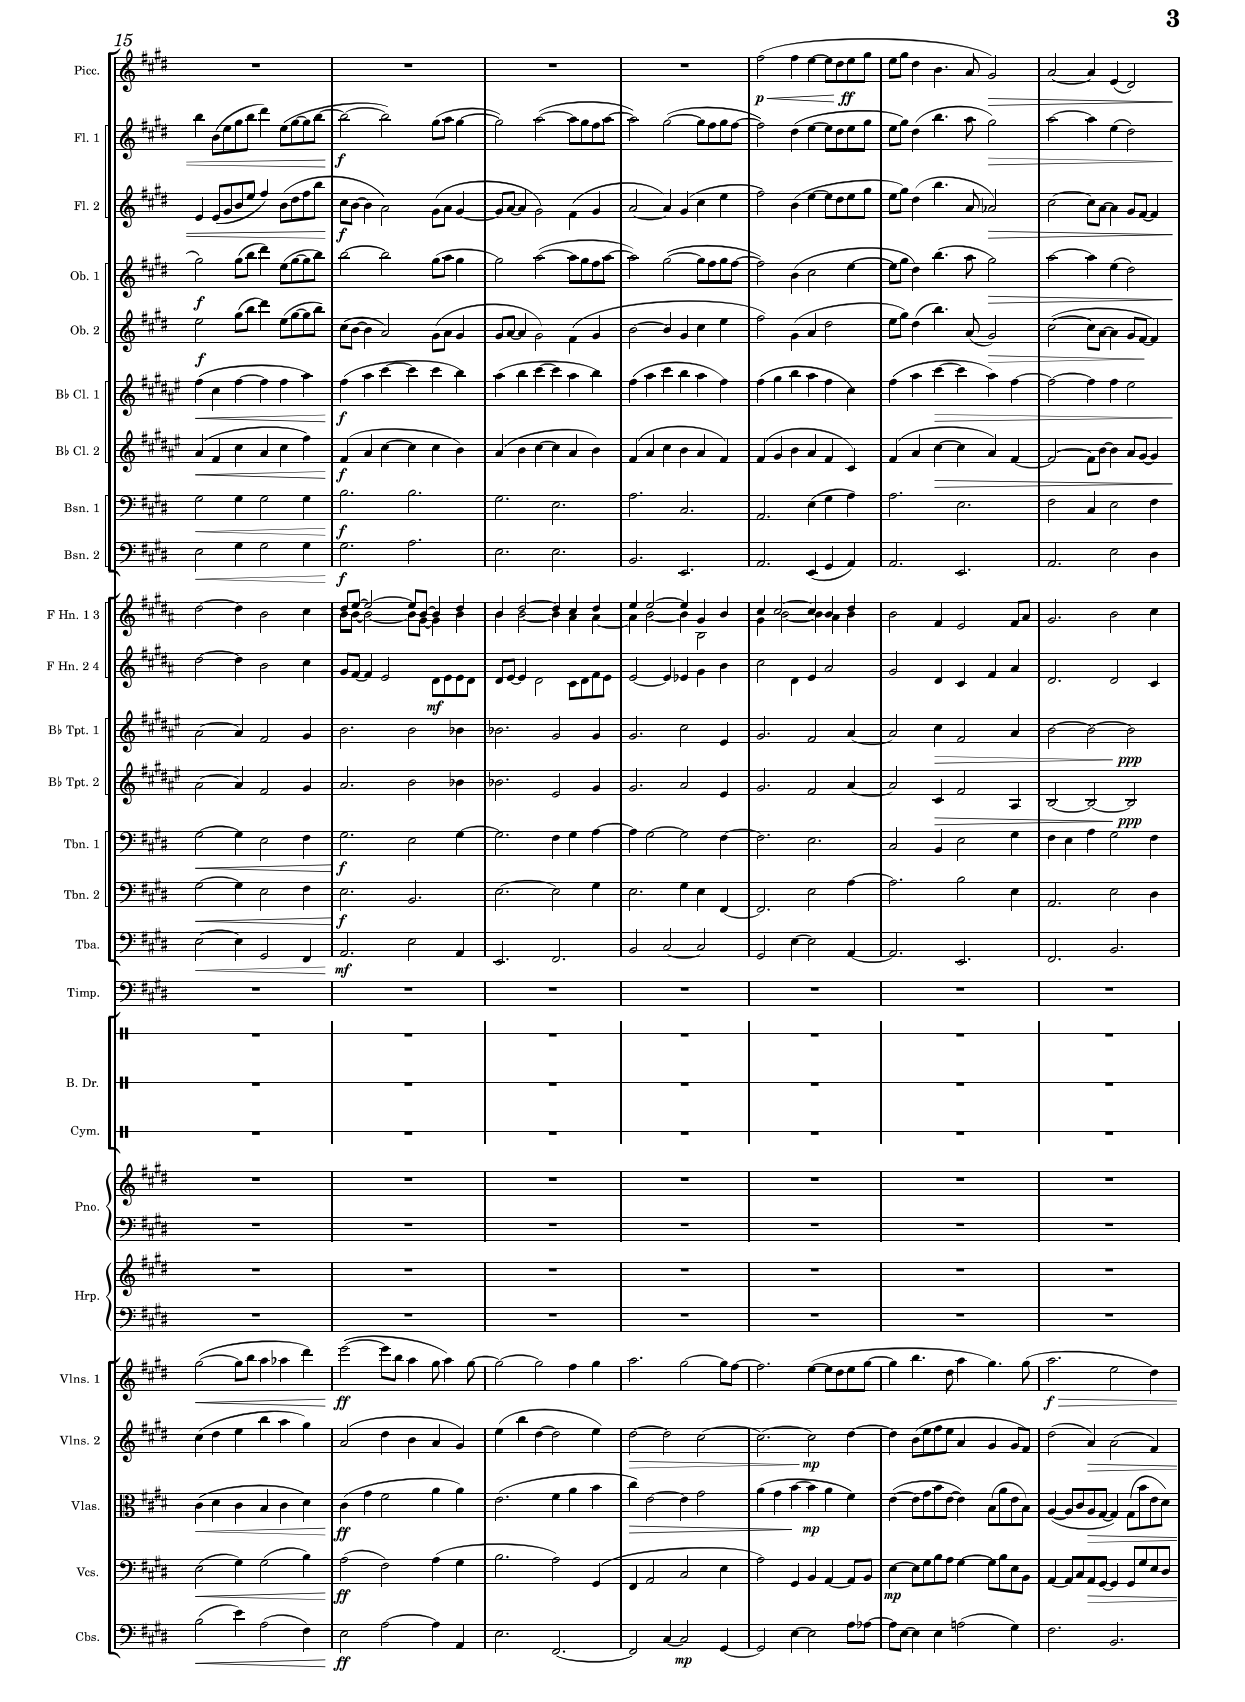 3
15
Picc.
p
ff
Fl. 1
f
Fl. 2
f
Ob. 1
f
Ob. 2
f
B♭ Cl. 1
f
B♭ Cl. 2
f
Bsn. 1
f
Bsn. 2
f
F Hn. 1 3
F Hn. 2 4
mf
B♭ Tpt. 1
ppp
B♭ Tpt. 2
ppp
Tbn. 1
f
Tbn. 2
f
Tba.
mf
Timp.
B. Dr.
Cym.
Pno.
Hrp.
Vlns. 1
ff
f
Vlns. 2
mp
Vlas.
ff
mp
Vcs.
ff
mp
Cbs.
ff
mp